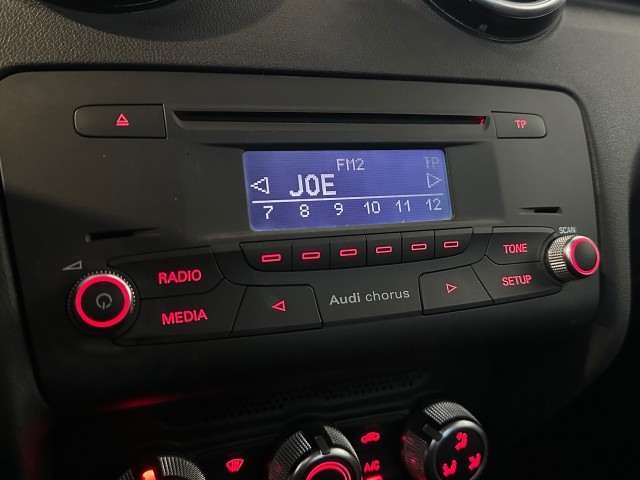 TP
FM2 TP
JOE
7 8 9 10 11 12
SCAN
RADIO
TONE
MEDIA
Audi chorus
SETUP
A/C